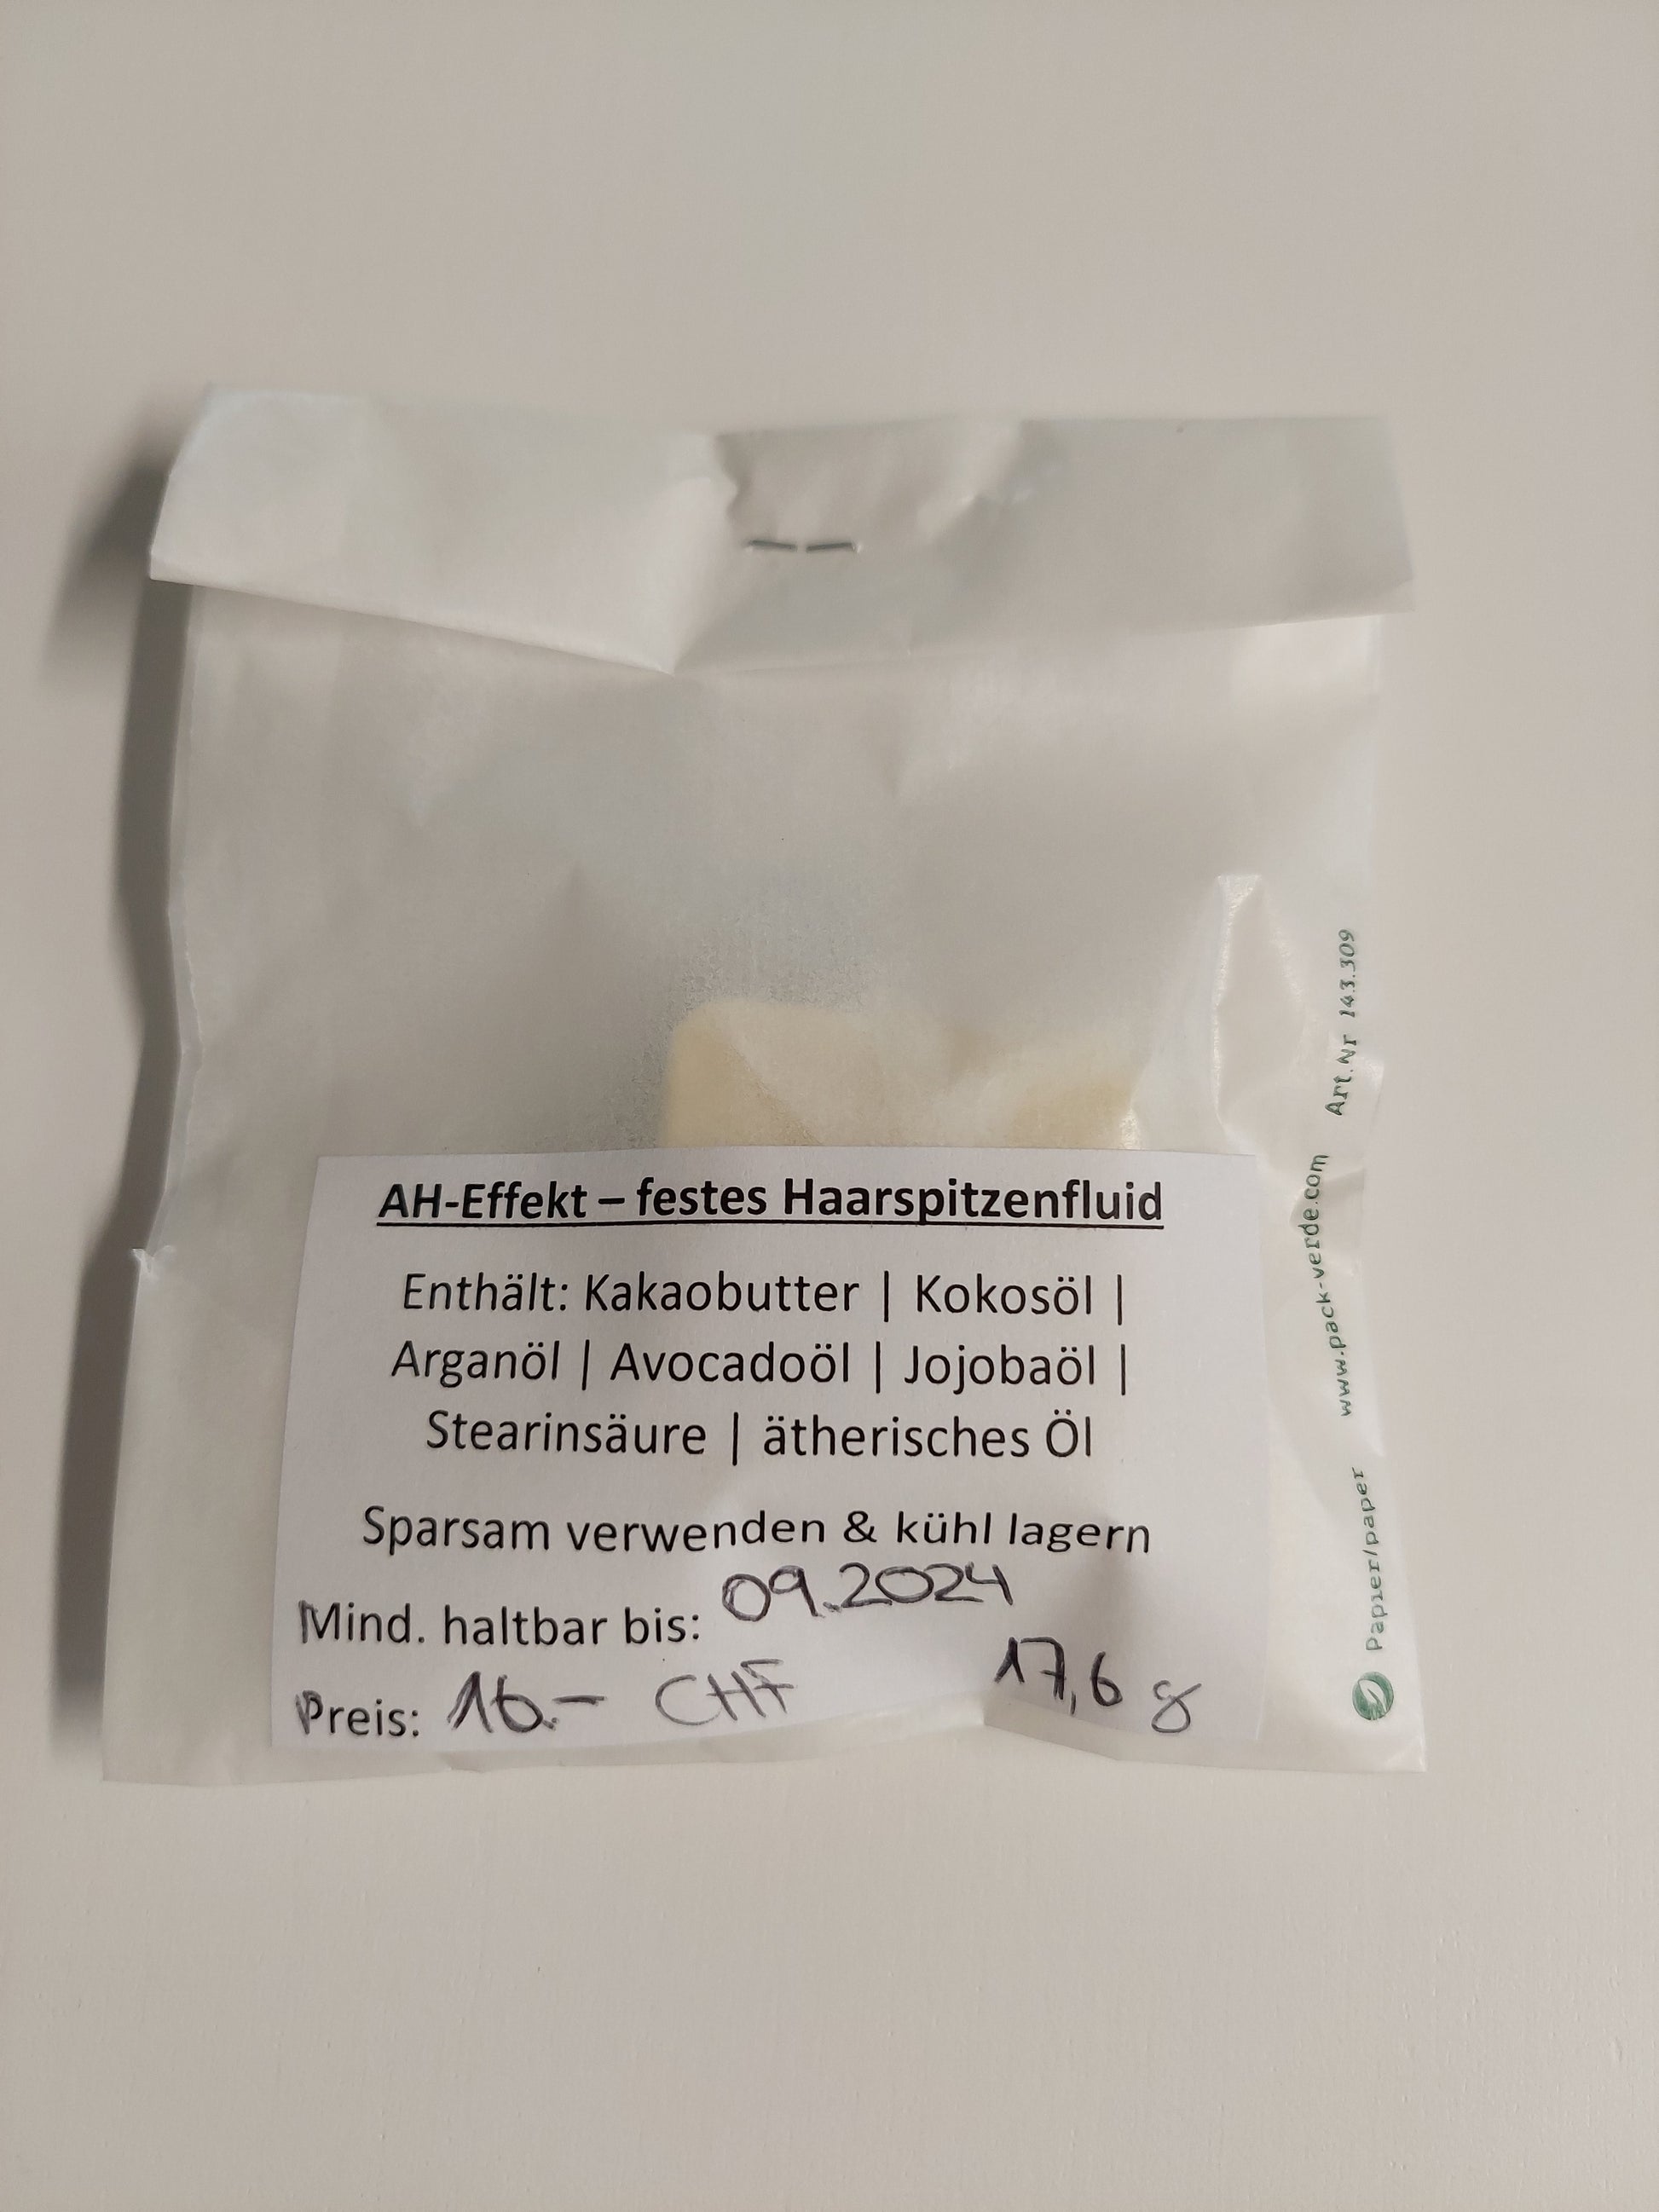 AH-Effekt – festes Haarspitzenfluid
Enthält: Kakaobutter | Kokosöl |
Arganöl | Avocadoöl | Jojobaöl |
Stearinsäure | ätherisches Öl
Sparsam verwenden & kühl lagern
Mind. haltbar bis: 09.2024
Preis: 16.– CHF 17,6 g
Papier/paper www.pack-verde.com Art.Nr 143.309